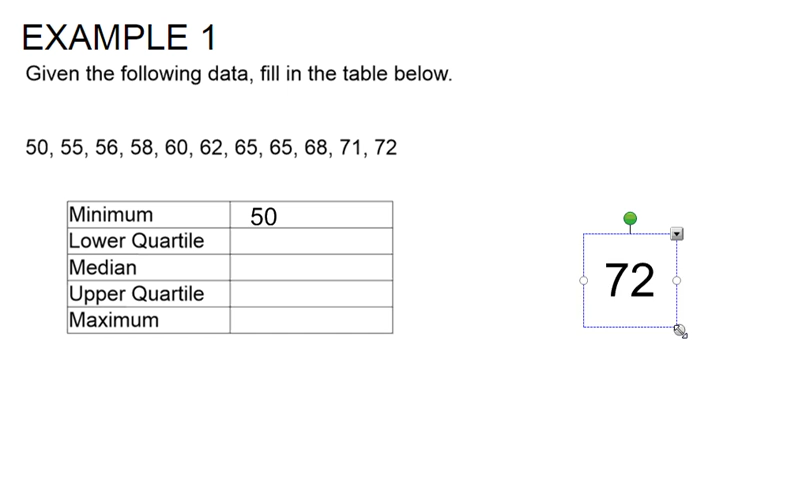 EXAMPLE 1
Given the following data, fill in the table below.
50, 55, 56, 58, 60, 62, 65, 65, 68, 71, 72
Minimum 50
Lower Quartile
Median
Upper Quartile
Maximum
72